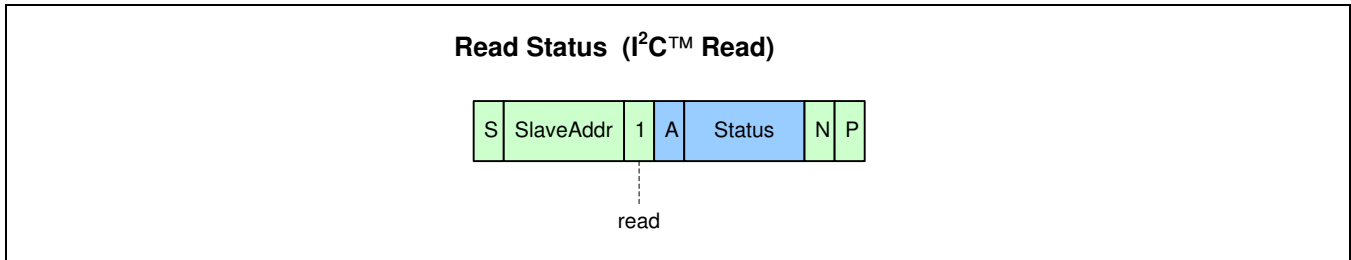 Read Status (I²C™ Read)
S SlaveAddr 1 A Status N P
read